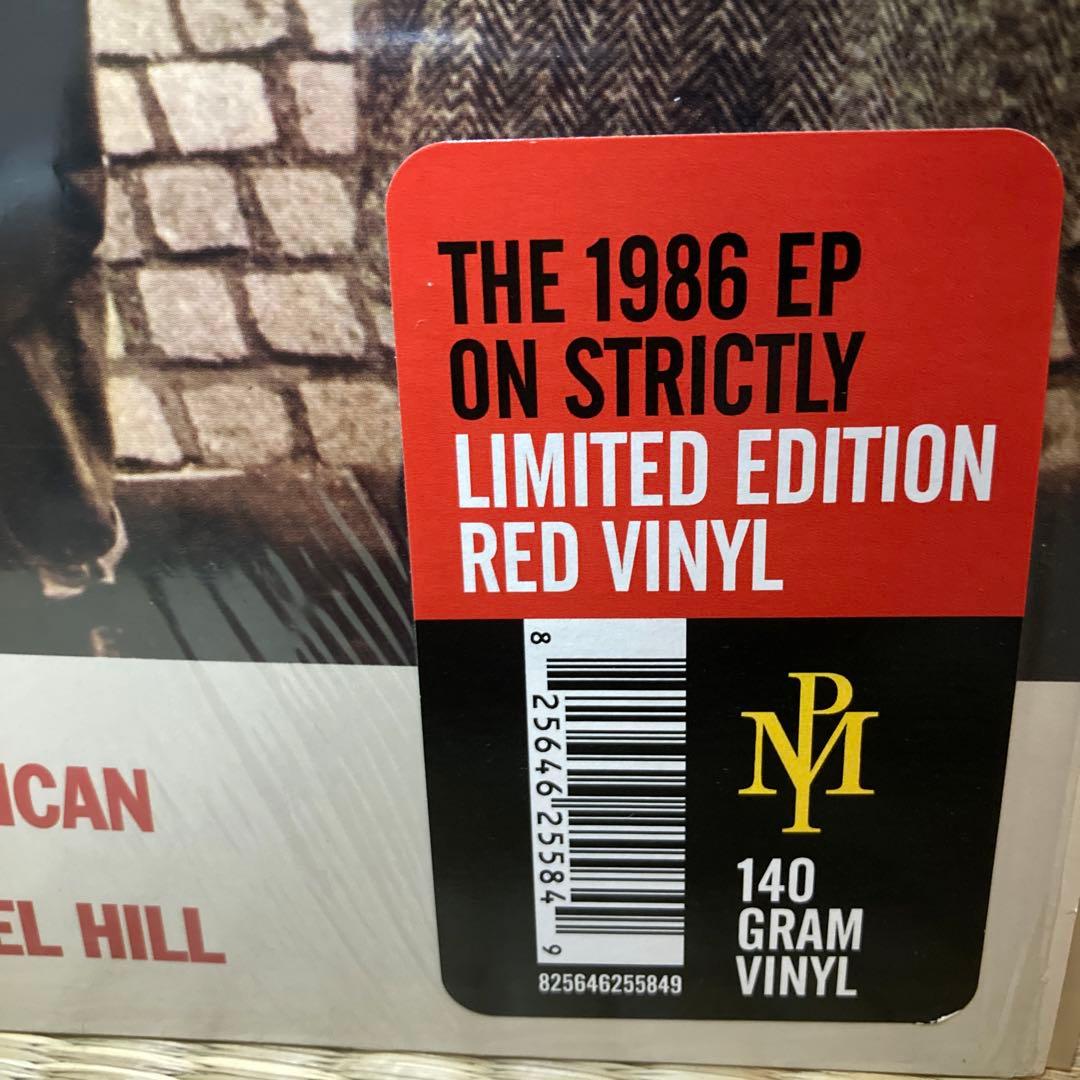 THE 1986 EP
ON STRICTLY
LIMITED EDITION
RED VINYL
8 25646 25584 9
825646255849
PMY
140
GRAM
VINYL
ICAN
EL HILL